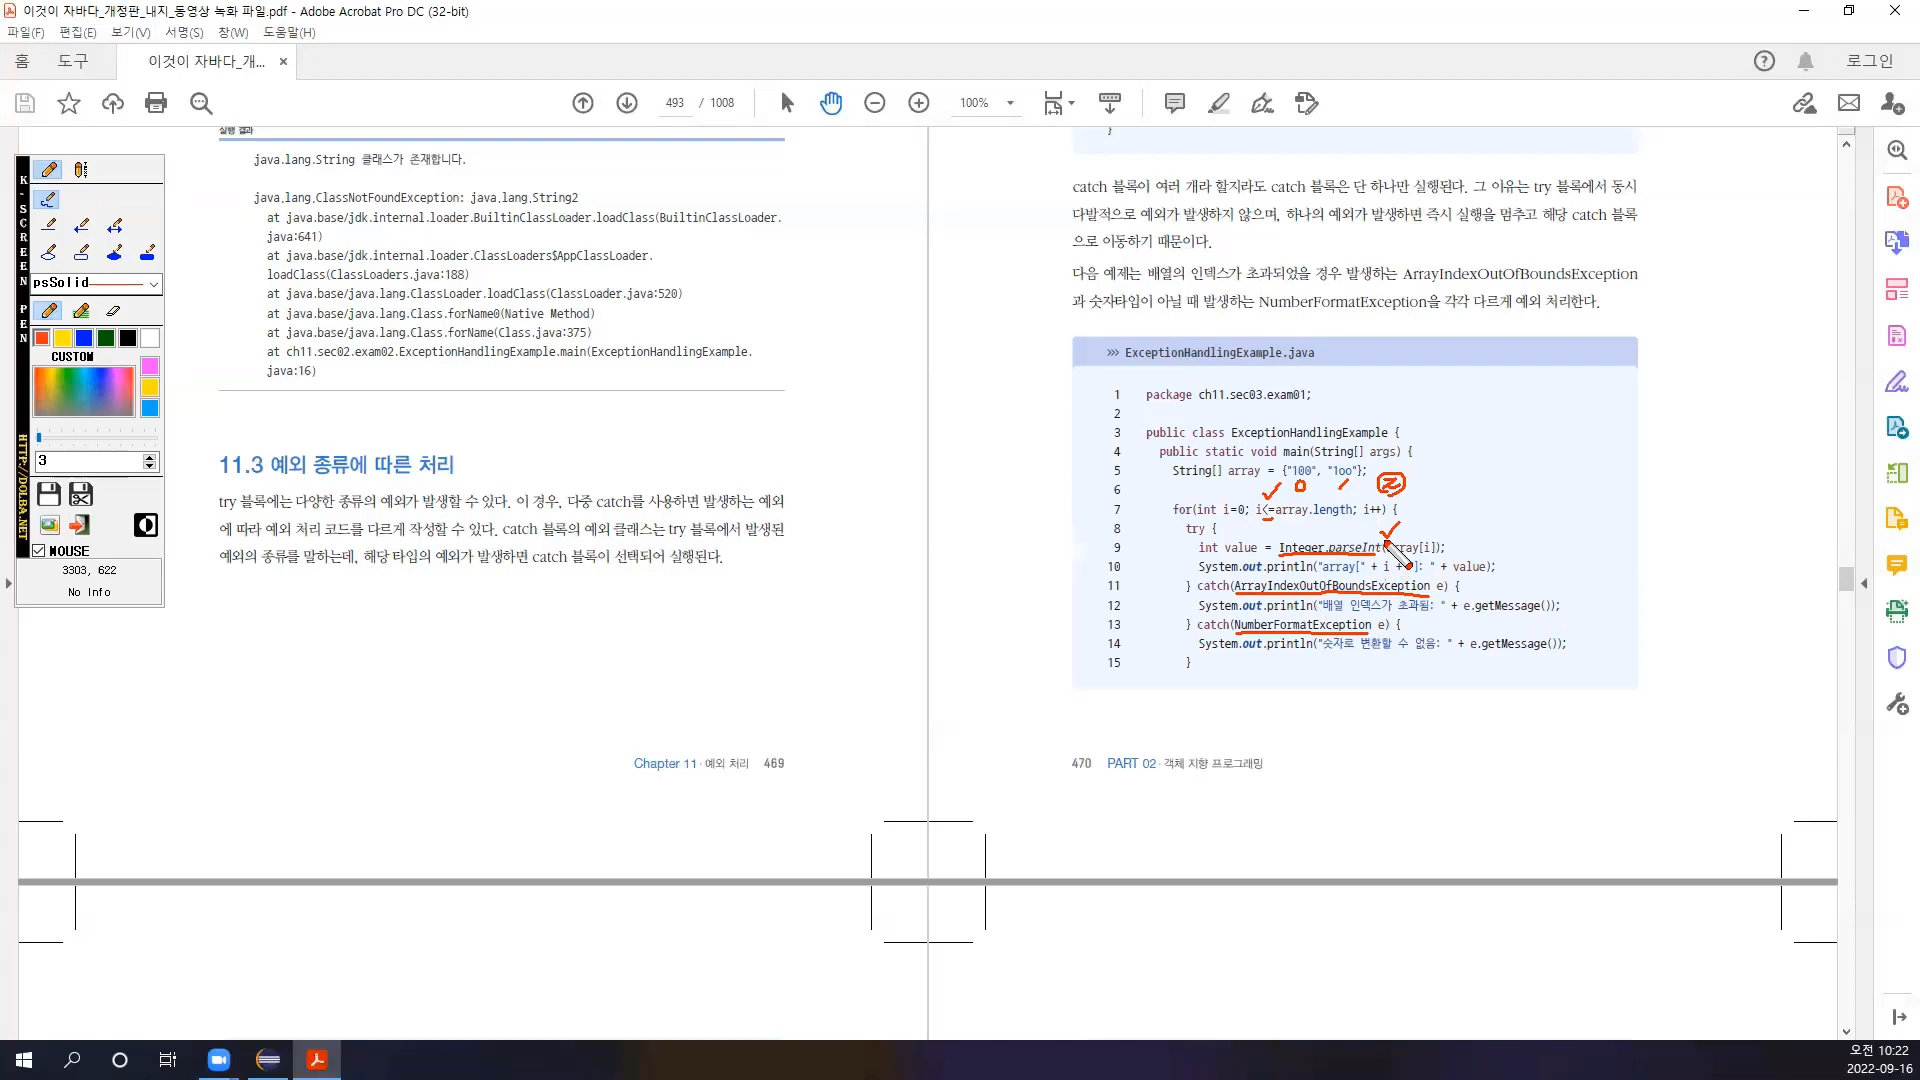 이것이 자바다_개정판_내지_동영상 녹화 파일.pdf - Adobe Acrobat Pro DC (32-bit)
파일(F) 편집(E) 보기(V) 서명(S) 창(W) 도움말(H)
홈 도구 이것이 자바다_개... × 로그인
493 / 1008 100%
K-SCREEN PEN
HTTP://DOLBA.NET
psSolid
CUSTOM
3
MOUSE
3303, 622
No Info
실행 결과
java.lang.String 클래스가 존재합니다.
java.lang.ClassNotFoundException: java.lang.String2
at java.base/jdk.internal.loader.BuiltinClassLoader.loadClass(BuiltinClassLoader.
java:641)
at java.base/jdk.internal.loader.ClassLoaders$AppClassLoader.
loadClass(ClassLoaders.java:188)
at java.base/java.lang.ClassLoader.loadClass(ClassLoader.java:520)
at java.base/java.lang.Class.forName0(Native Method)
at java.base/java.lang.Class.forName(Class.java:375)
at ch11.sec02.exam02.ExceptionHandlingExample.main(ExceptionHandlingExample.
java:16)
11.3 예외 종류에 따른 처리
try 블록에는 다양한 종류의 예외가 발생할 수 있다. 이 경우, 다중 catch를 사용하면 발생하는 예외
에 따라 예외 처리 코드를 다르게 작성할 수 있다. catch 블록의 예외 클래스는 try 블록에서 발생된
예외의 종류를 말하는데, 해당 타입의 예외가 발생하면 catch 블록이 선택되어 실행된다.
Chapter 11 · 예외 처리 469
}
catch 블록이 여러 개라 할지라도 catch 블록은 단 하나만 실행된다. 그 이유는 try 블록에서 동시
다발적으로 예외가 발생하지 않으며, 하나의 예외가 발생하면 즉시 실행을 멈추고 해당 catch 블록
으로 이동하기 때문이다.
다음 예제는 배열의 인덱스가 초과되었을 경우 발생하는 ArrayIndexOutOfBoundsException
과 숫자타입이 아닐 때 발생하는 NumberFormatException을 각각 다르게 예외 처리한다.
>>> ExceptionHandlingExample.java
1 package ch11.sec03.exam01;
2
3 public class ExceptionHandlingExample {
4 public static void main(String[] args) {
5 String[] array = {"100", "1oo"};
6 0 1 2
7 for(int i=0; i<=array.length; i++) {
8 try {
9 int value = Integer.parseInt(array[i]);
10 System.out.println("array[" + i + "]: " + value);
11 } catch(ArrayIndexOutOfBoundsException e) {
12 System.out.println("배열 인덱스가 초과됨: " + e.getMessage());
13 } catch(NumberFormatException e) {
14 System.out.println("숫자로 변환할 수 없음: " + e.getMessage());
15 }
470 PART 02 · 객체 지향 프로그래밍
오전 10:22
2022-09-16